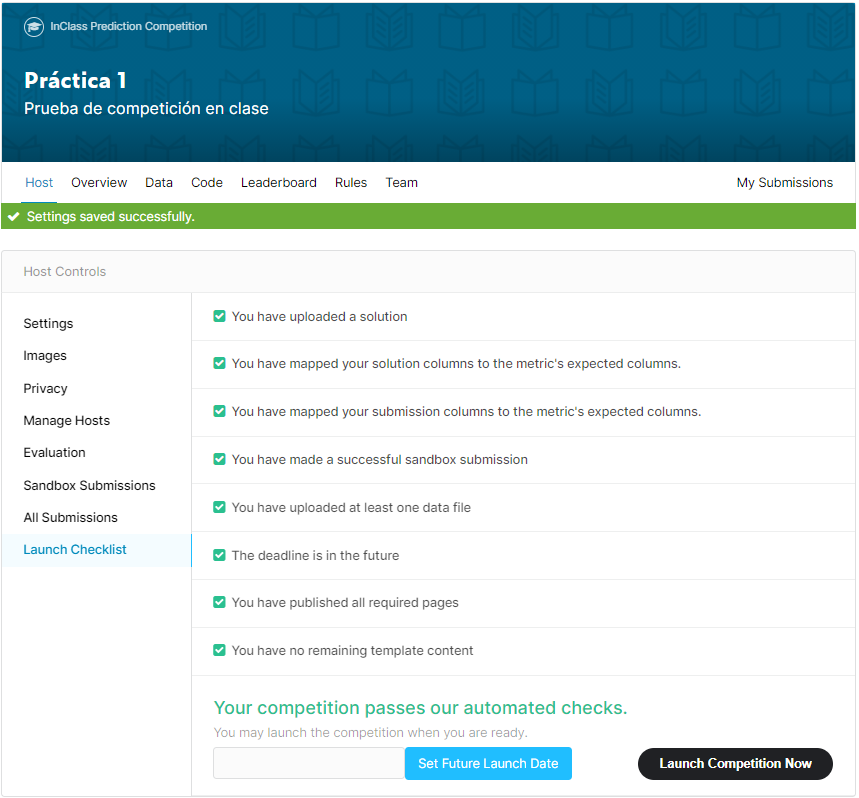 InClass Prediction Competition
Práctica 1
Prueba de competición en clase
Host Overview Data Code Leaderboard Rules Team My Submissions
Settings saved successfully.
Host Controls
Settings
Images
Privacy
Manage Hosts
Evaluation
Sandbox Submissions
All Submissions
Launch Checklist
You have uploaded a solution
You have mapped your solution columns to the metric's expected columns.
You have mapped your submission columns to the metric's expected columns.
You have made a successful sandbox submission
You have uploaded at least one data file
The deadline is in the future
You have published all required pages
You have no remaining template content
Your competition passes our automated checks.
You may launch the competition when you are ready.
Set Future Launch Date Launch Competition Now